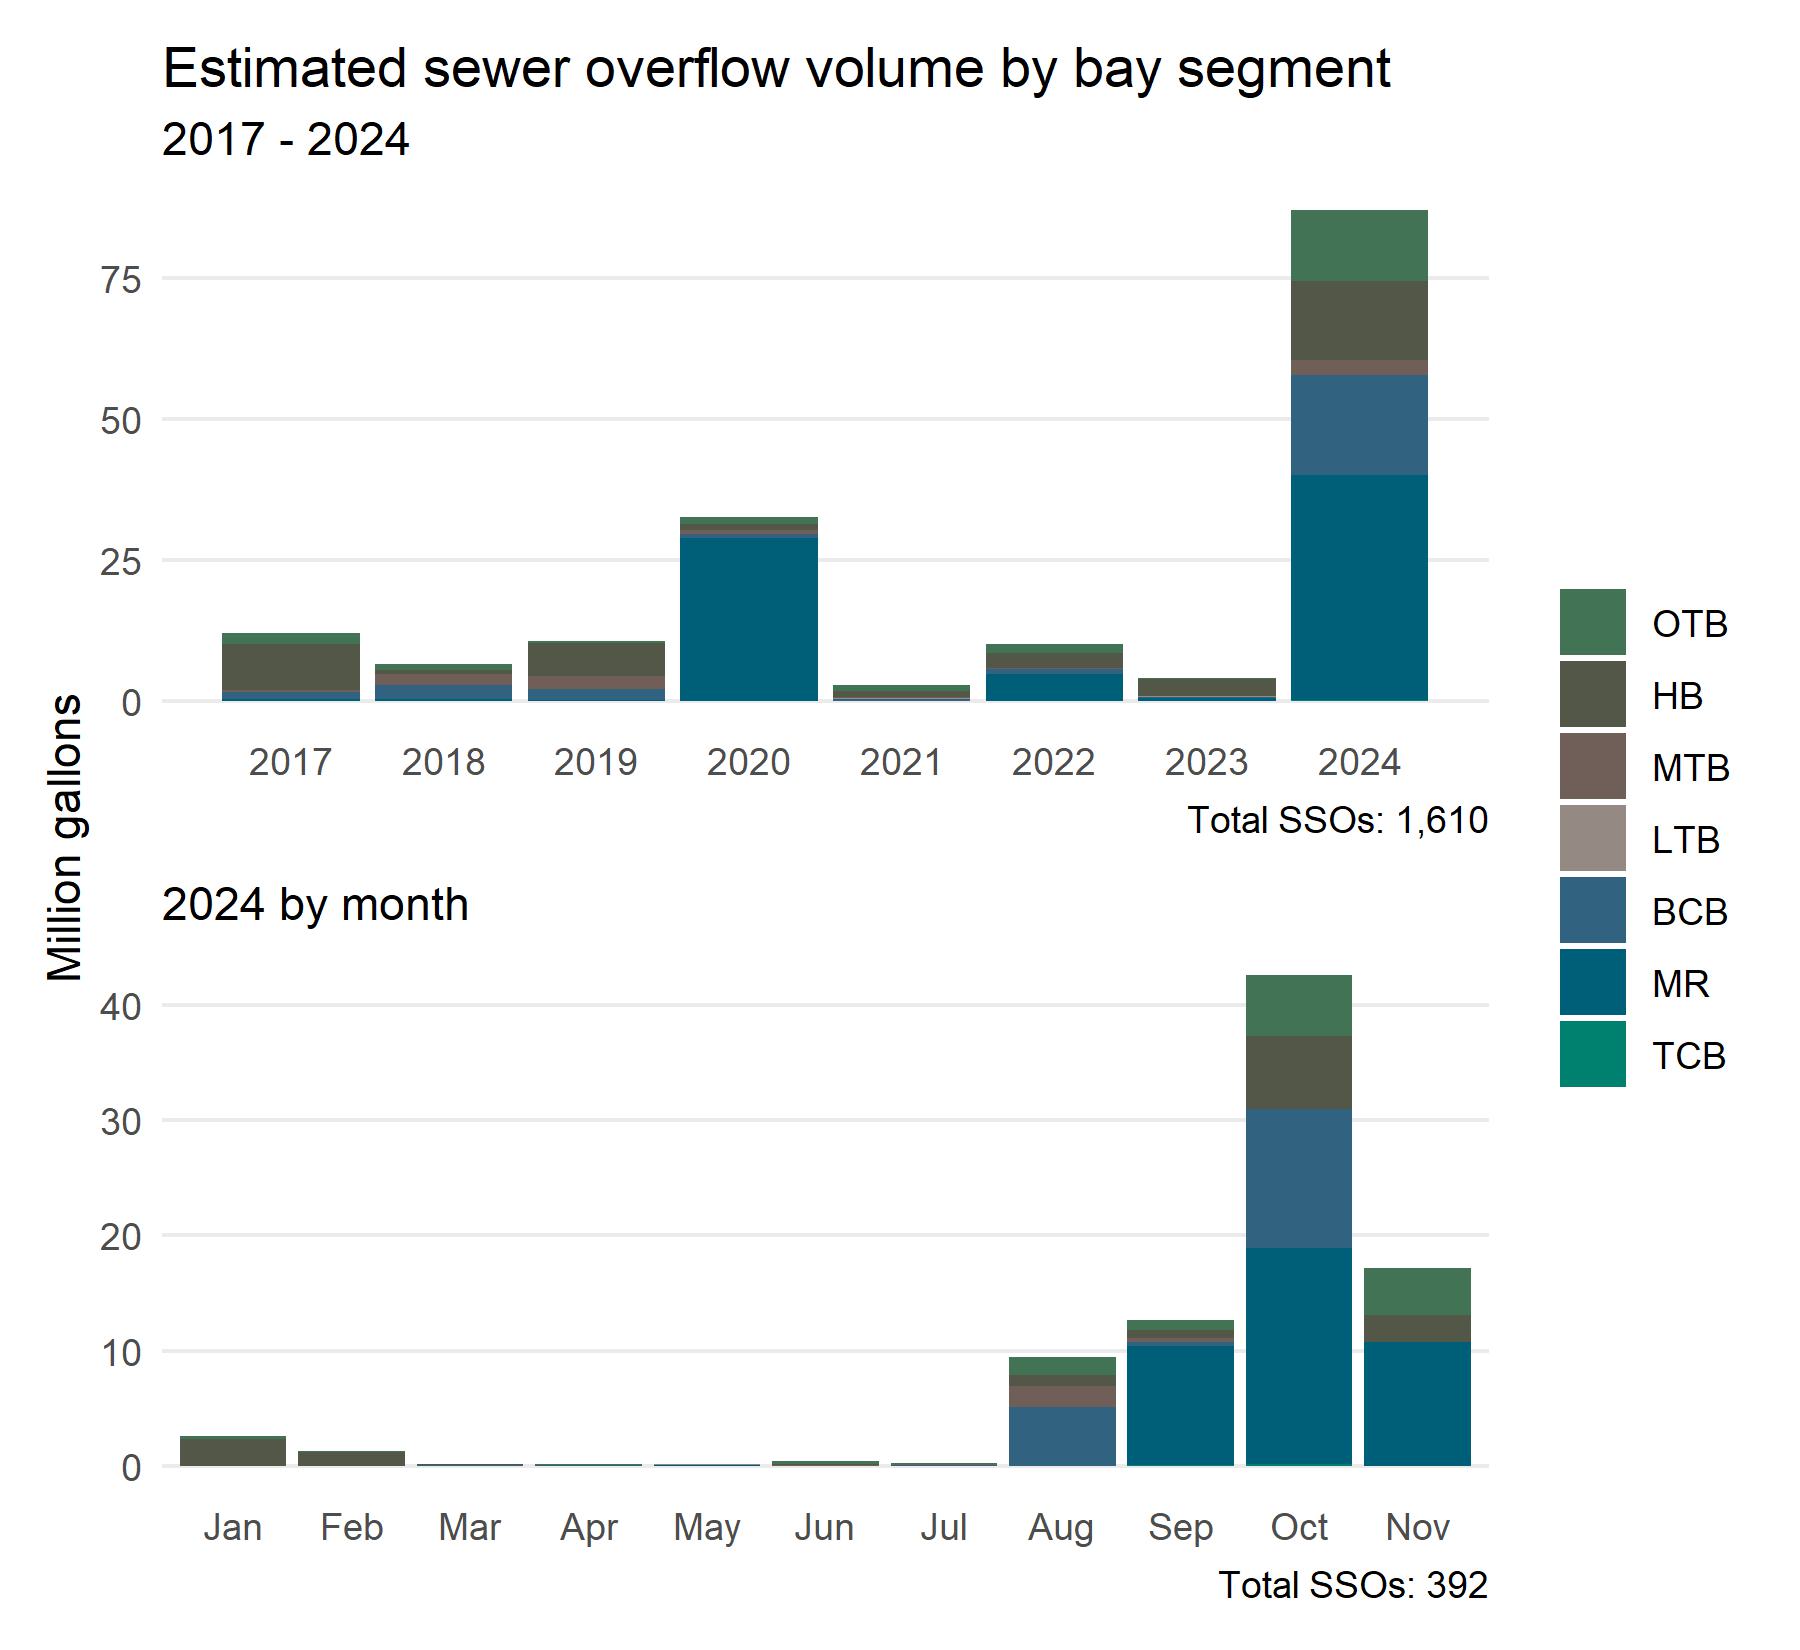 Estimated sewer overflow volume by bay segment
2017 - 2024
75
50
25
0
2017 2018 2019 2020 2021 2022 2023 2024
Total SSOs: 1,610
Million gallons
2024 by month
40
30
20
10
0
Jan Feb Mar Apr May Jun Jul Aug Sep Oct Nov
Total SSOs: 392
OTB
HB
MTB
LTB
BCB
MR
TCB